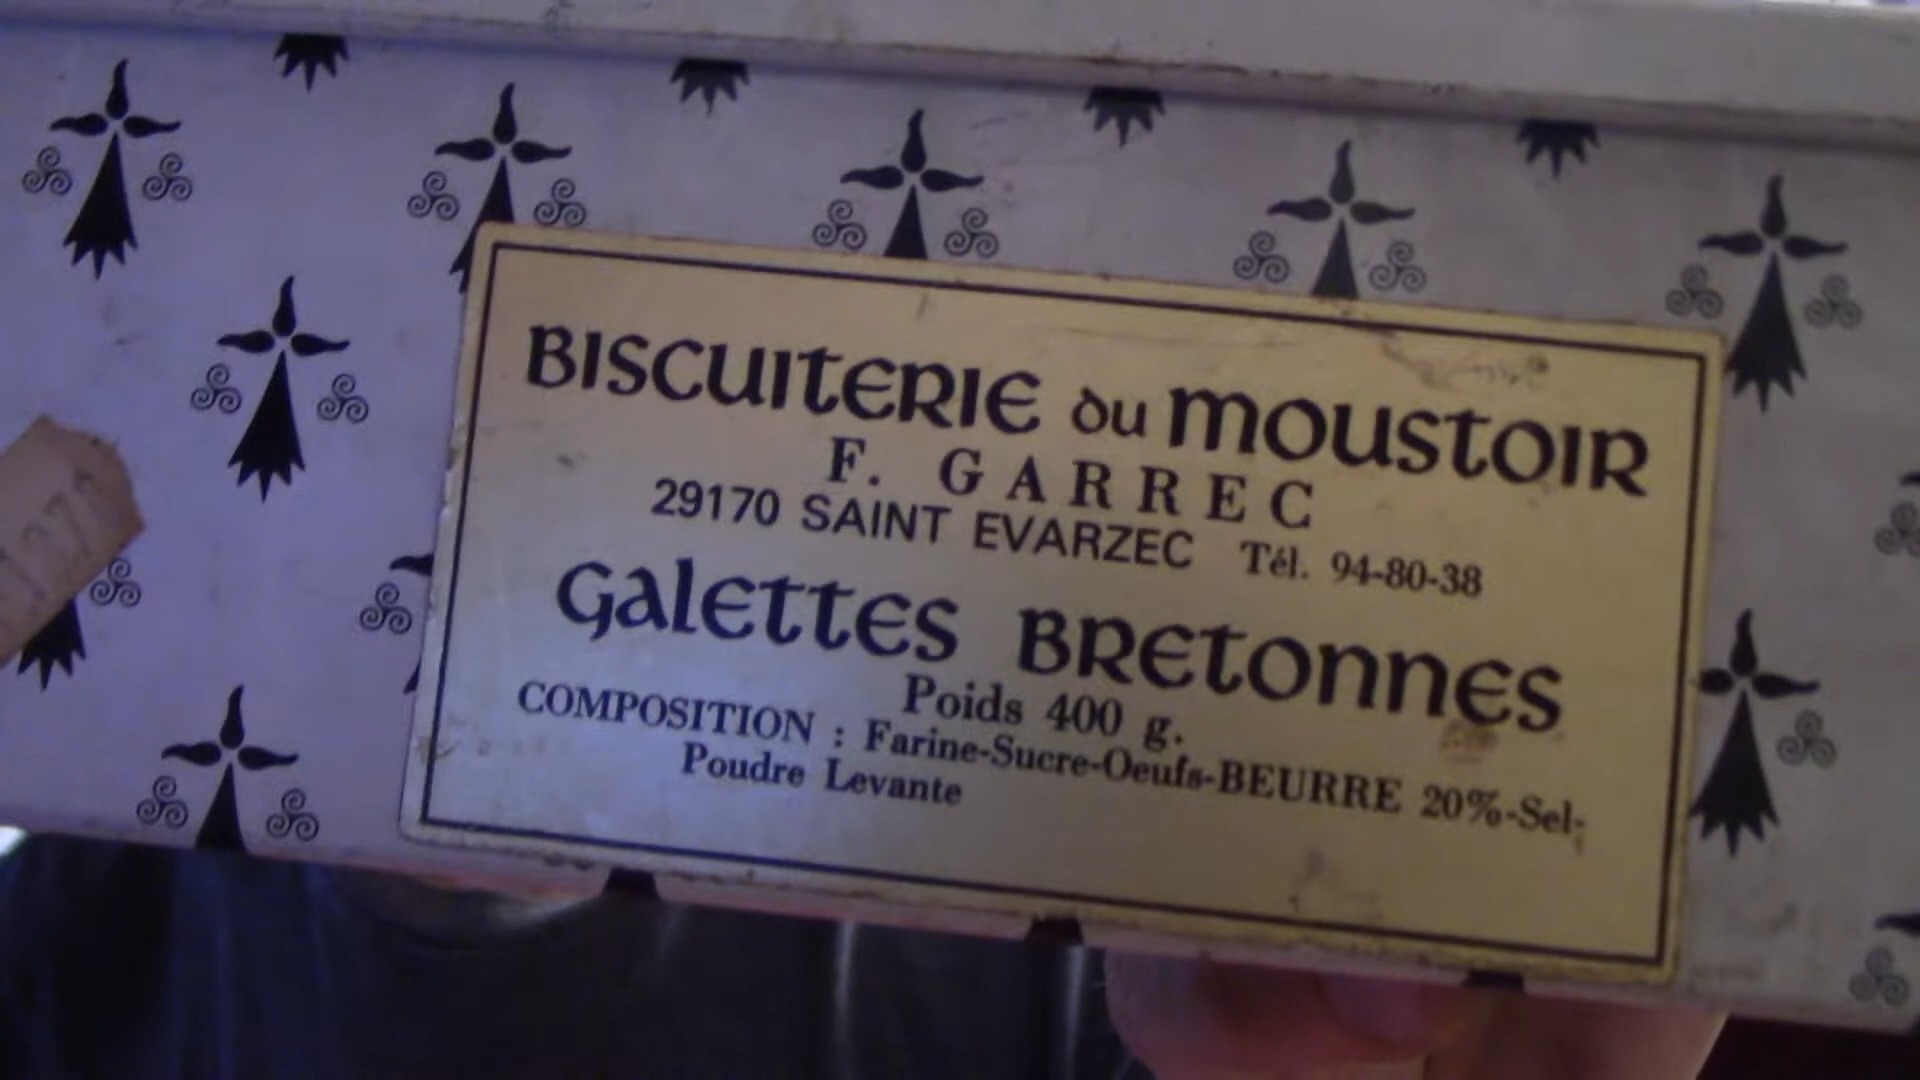 BISCUITERIE du MOUSTOIR
F. GARREC
29170 SAINT EVARZEC Tél. 94-80-38
GALETTES BRETONNES
Poids 400 g.
COMPOSITION : Farine-Sucre-Oeufs-BEURRE 20%-Sel-
Poudre Levante